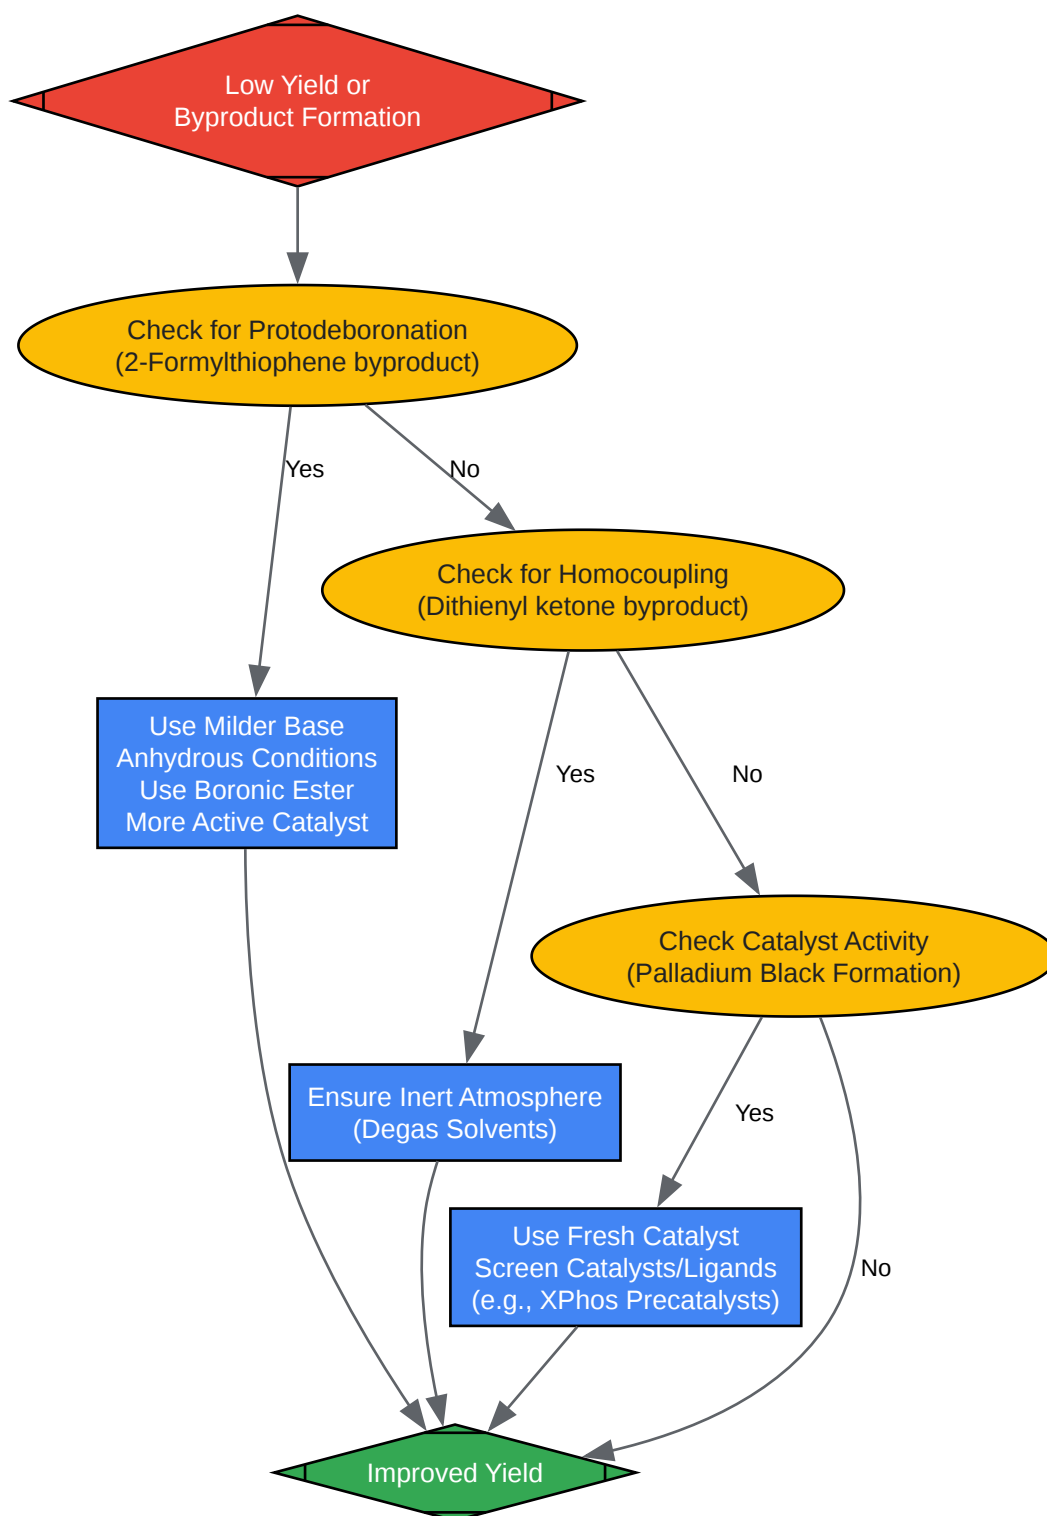 Low Yield or
Byproduct Formation
Check for Protodeboronation
(2-Formylthiophene byproduct)
Yes
No
Check for Homocoupling
(Dithienyl ketone byproduct)
Use Milder Base
Anhydrous Conditions
Use Boronic Ester
More Active Catalyst
Yes
No
Check Catalyst Activity
(Palladium Black Formation)
Ensure Inert Atmosphere
(Degas Solvents)
Yes
Use Fresh Catalyst
Screen Catalysts/Ligands
(e.g., XPhos Precatalysts)
No
Improved Yield